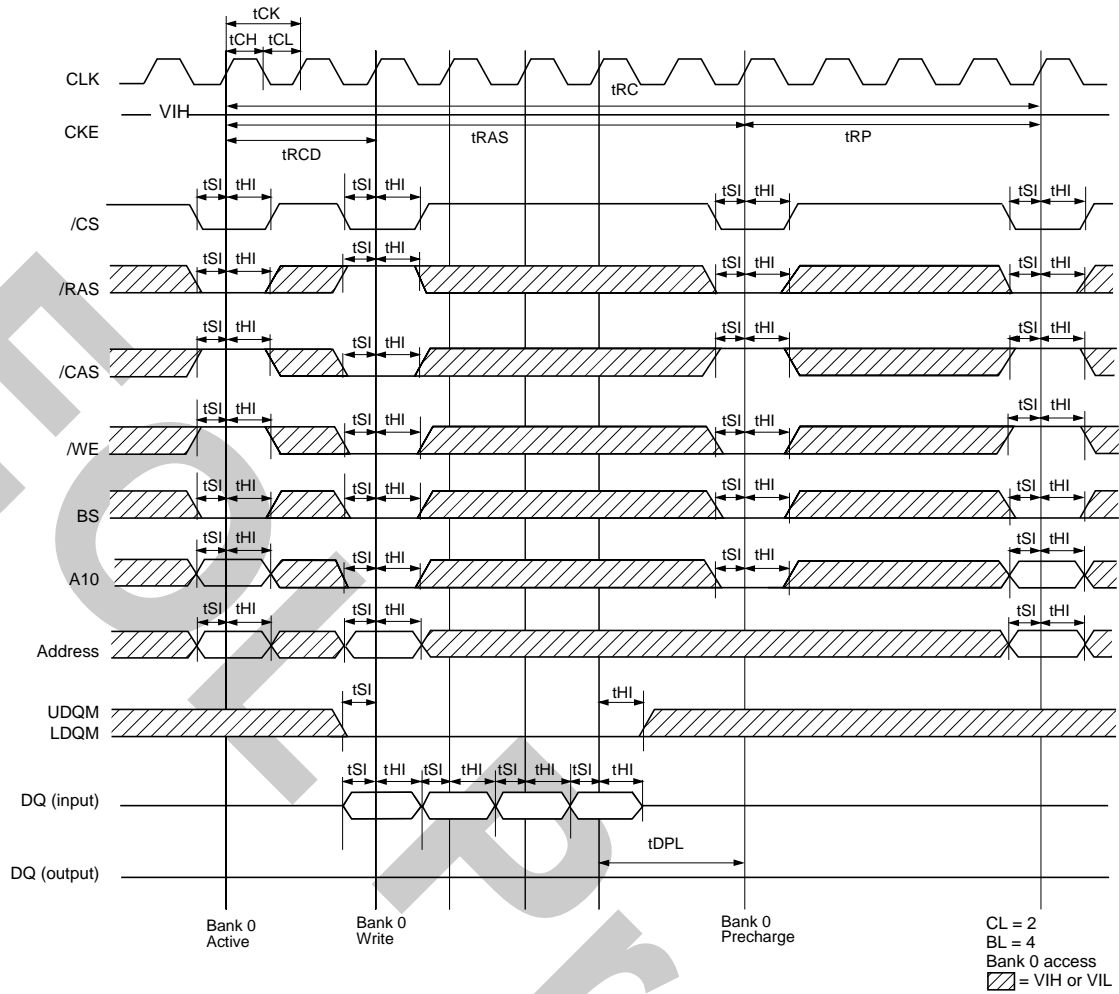 tCK
tCH tCL
CLK
tRC
VIH
CKE
tRAS tRP
tRCD
tSI tHI tSI tHI tSI tHI tSI tHI
/CS
tSI tHI
/RAS
tSI tHI tSI tHI tSI tHI
tSI tHI tSI tHI tSI tHI tSI tHI
/CAS
tSI tHI
tSI tHI tSI tHI tSI tHI
/WE
tSI tHI tSI tHI tSI tHI tSI tHI
BS
tSI tHI tSI tHI tSI tHI tSI tHI
A10
tSI tHI tSI tHI tSI tHI
Address
tSI tHI
UDQM
LDQM
tSI tHI tSI tHI tSI tHI tSI tHI
DQ (input)
tDPL
DQ (output)
Bank 0
Active
Bank 0
Write
Bank 0
Precharge
CL = 2
BL = 4
Bank 0 access
= VIH or VIL